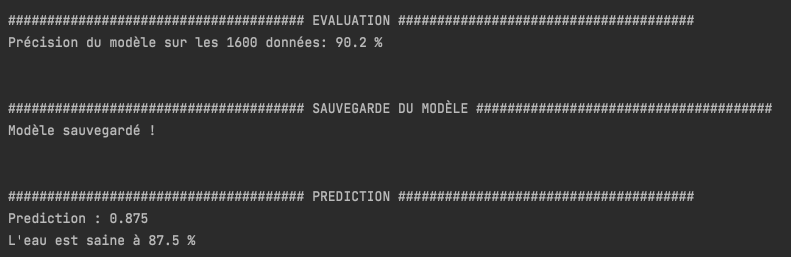 ###################################### EVALUATION ######################################
Précision du modèle sur les 1600 données: 90.2 %
###################################### SAUVEGARDE DU MODÈLE ######################################
Modèle sauvegardé !
###################################### PREDICTION ######################################
Prediction : 0.875
L'eau est saine à 87.5 %